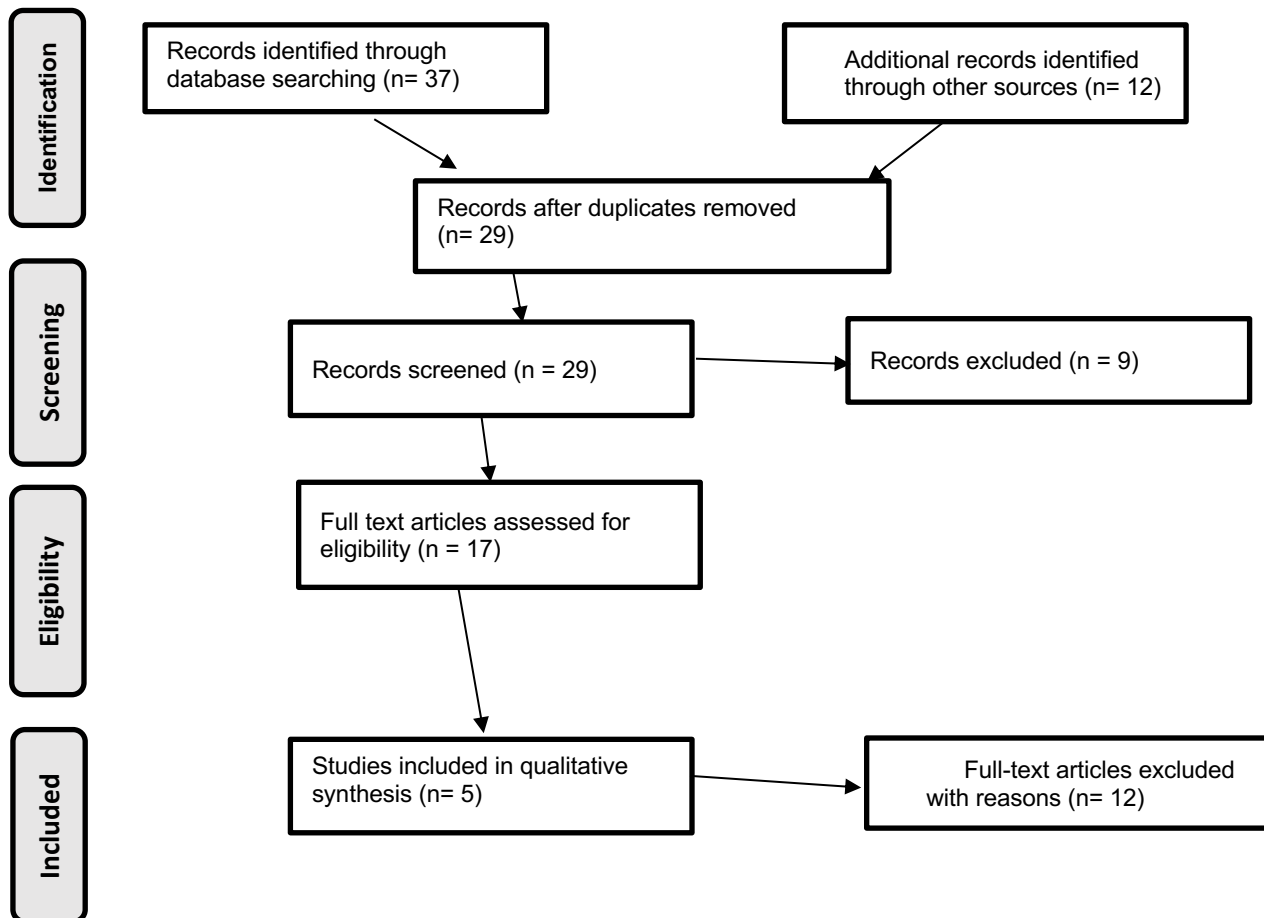 Identification
Records identified through
database searching (n= 37)
Additional records identified
through other sources (n= 12)
Records after duplicates removed
(n= 29)
Screening
Records screened (n = 29)
Records excluded (n = 9)
Eligibility
Full text articles assessed for
eligibility (n = 17)
Included
Studies included in qualitative
synthesis (n= 5)
Full-text articles excluded
with reasons (n= 12)